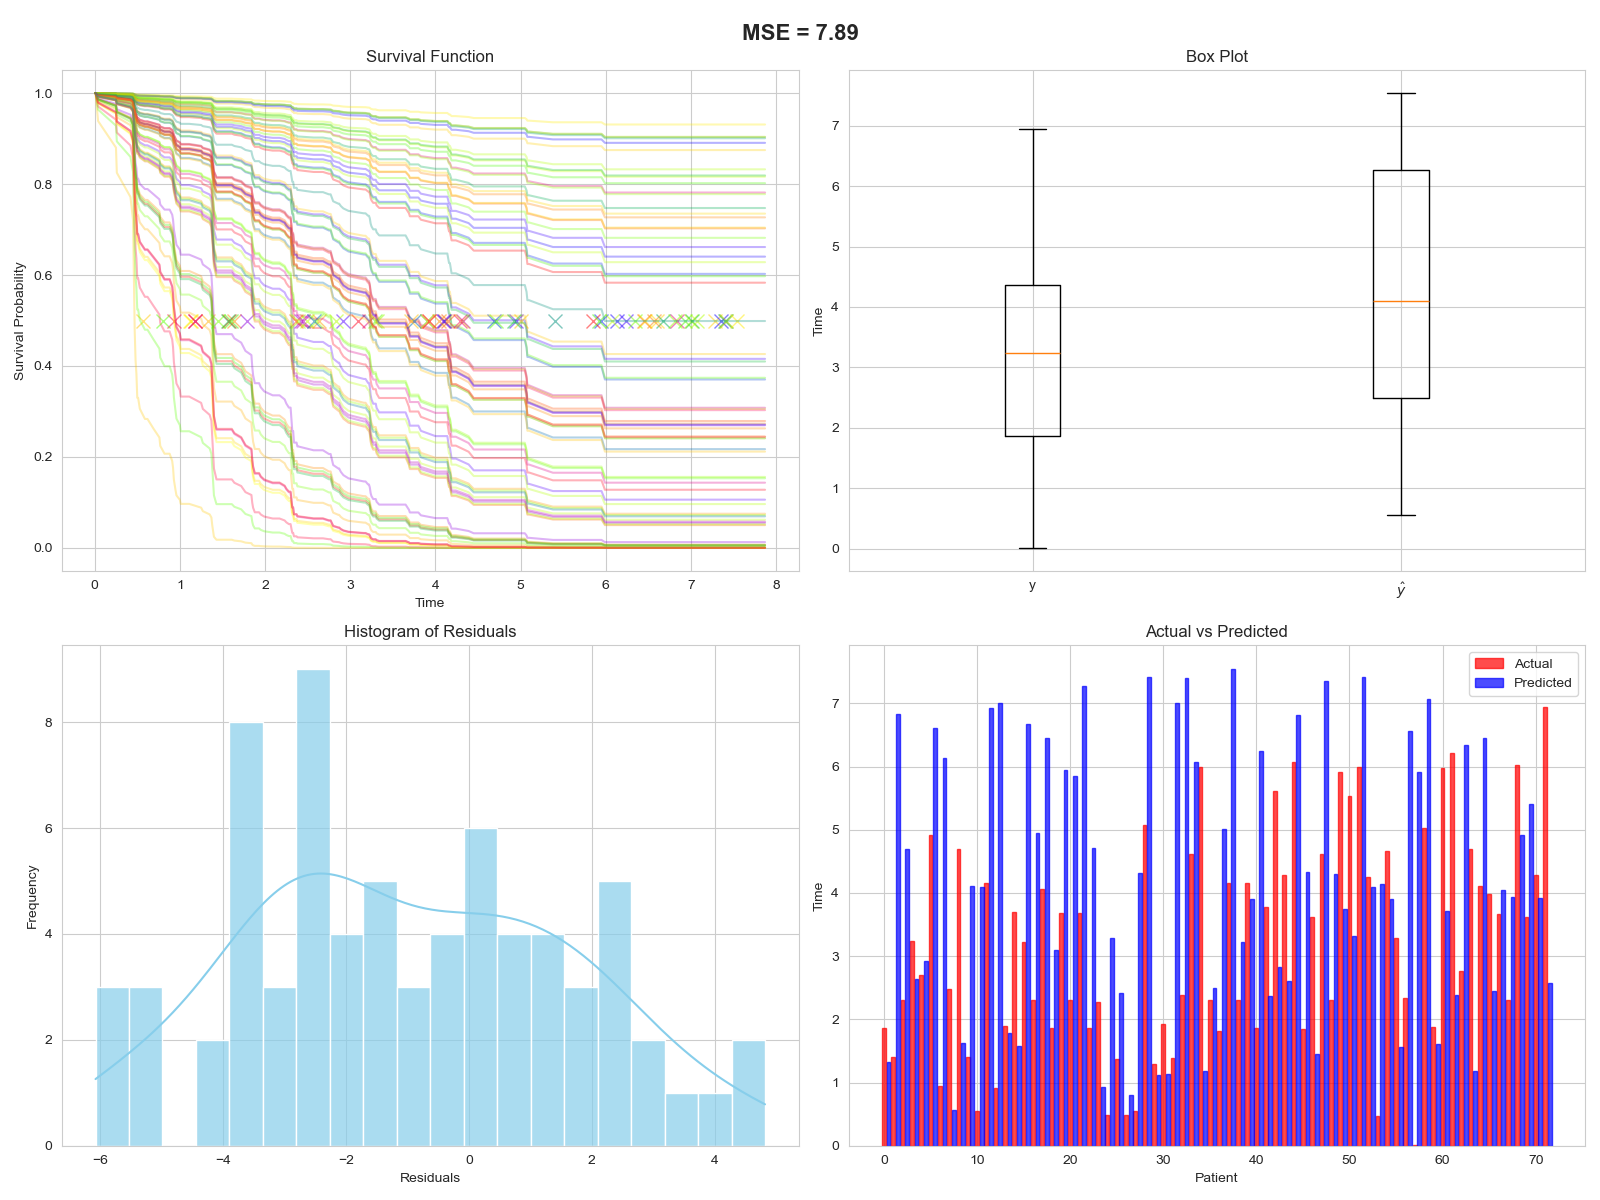 MSE = 7.89
Survival Function
Survival Probability
1.0
0.8
0.6
0.4
0.2
0.0
0 1 2 3 4 5 6 7 8
Time
Box Plot
Time
7
6
5
4
3
2
1
0
y ŷ
Histogram of Residuals
Frequency
8
6
4
2
0
−6 −4 −2 0 2 4
Residuals
Actual vs Predicted
Actual
Predicted
Time
7
6
5
4
3
2
1
0
0 10 20 30 40 50 60 70
Patient